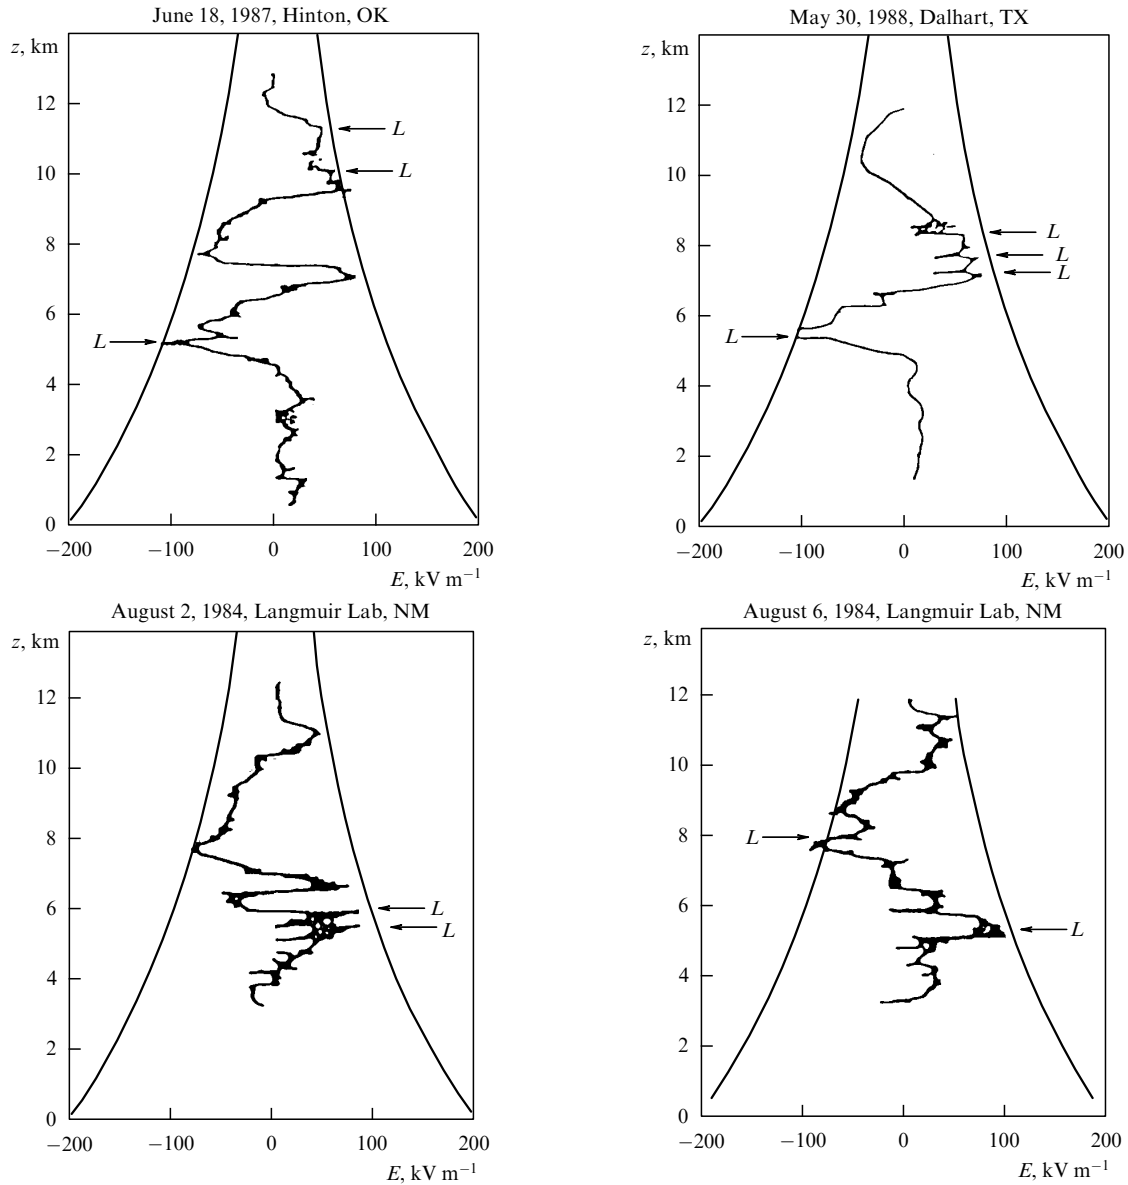 June 18, 1987, Hinton, OK
z, km
12
10
8
6
4
2
0
L
L
L
−200 −100 0 100 200
E, kV m⁻¹
May 30, 1988, Dalhart, TX
z, km
12
10
8
6
4
2
0
L
L
L
L
−200 −100 0 100 200
E, kV m⁻¹
August 2, 1984, Langmuir Lab, NM
z, km
12
10
8
6
4
2
0
L
L
−200 −100 0 100 200
E, kV m⁻¹
August 6, 1984, Langmuir Lab, NM
z, km
12
10
8
6
4
2
0
L
L
−200 −100 0 100 200
E, kV m⁻¹